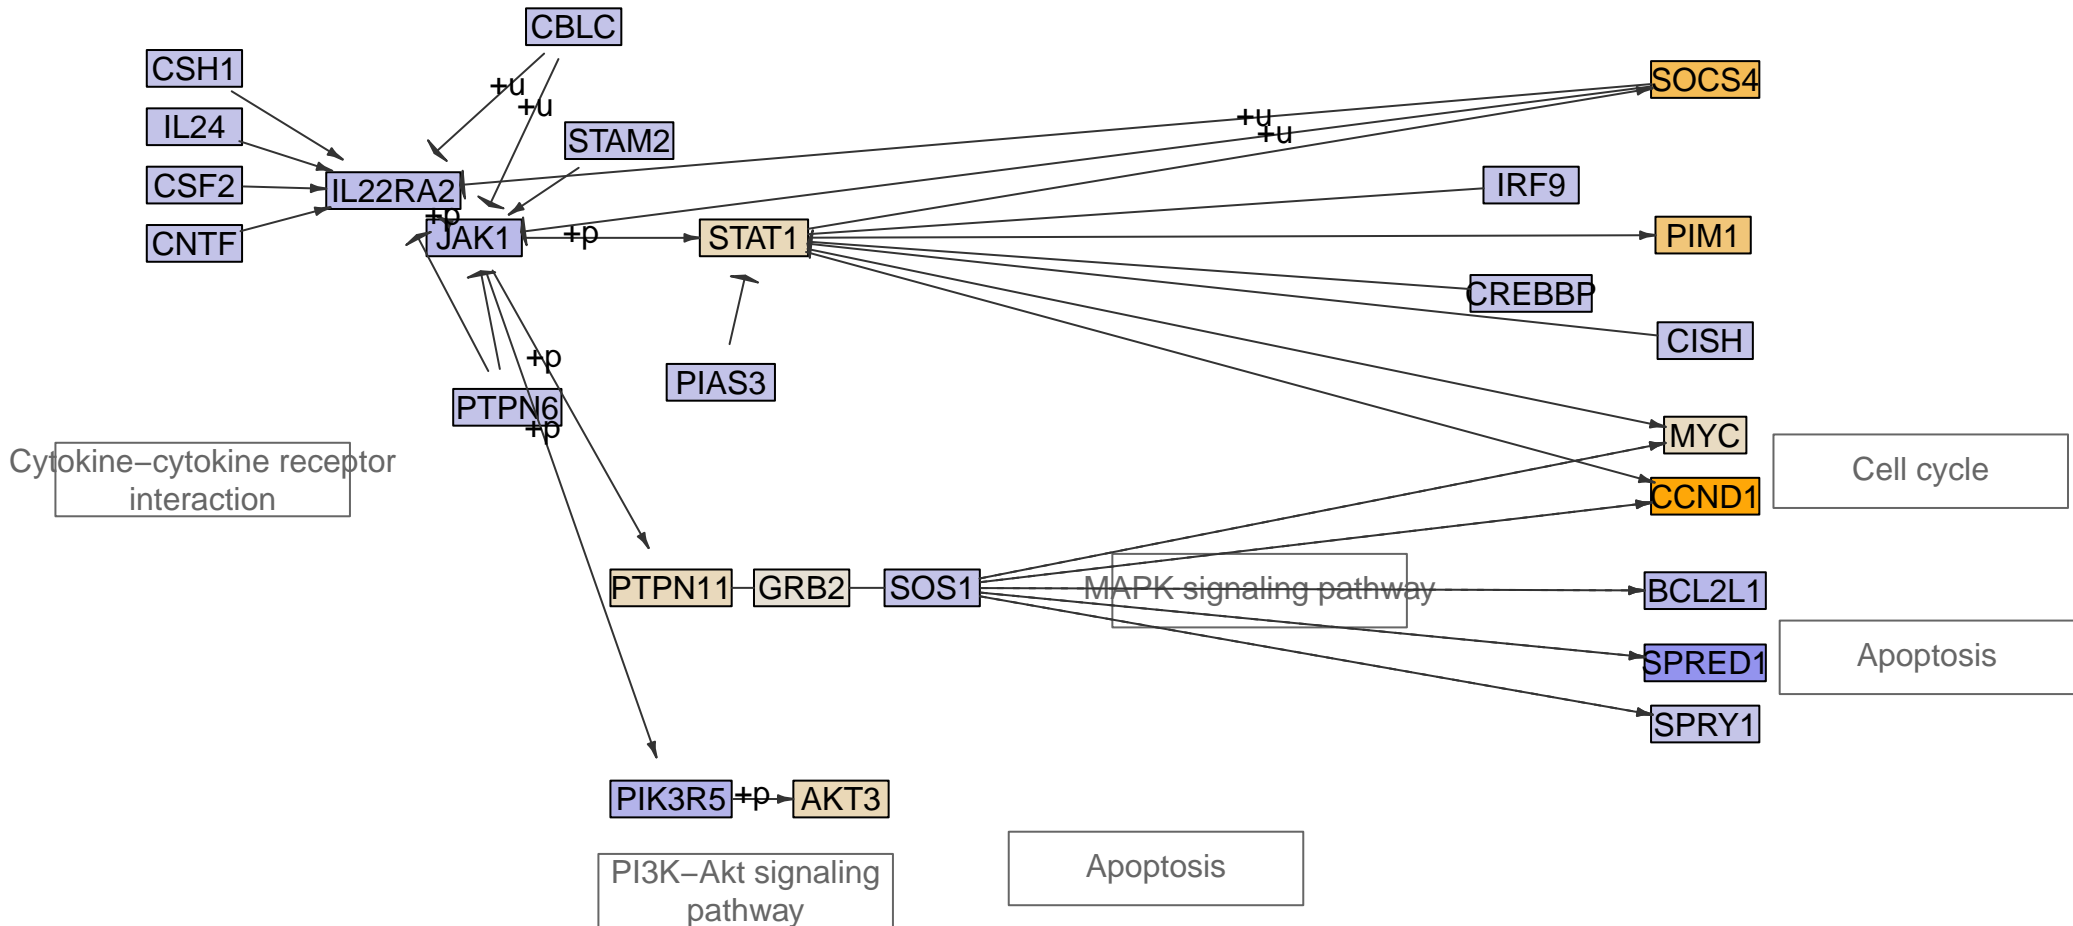 CBLC
CSH1
SOCS4
+u
+u
+u
IL24
+u
STAM2
CSF2
IL22RA2
IRF9
+p
CNTF
JAK1
+p
STAT1
PIM1
CREBBP
CISH
+p
PIAS3
PTPN6
+p
MYC
Cytokine−cytokine receptor
interaction
Cell cycle
CCND1
PTPN11
GRB2
SOS1
MAPK signaling pathway
BCL2L1
SPRED1
Apoptosis
SPRY1
PIK3R5
+p
AKT3
PI3K−Akt signaling
pathway
Apoptosis